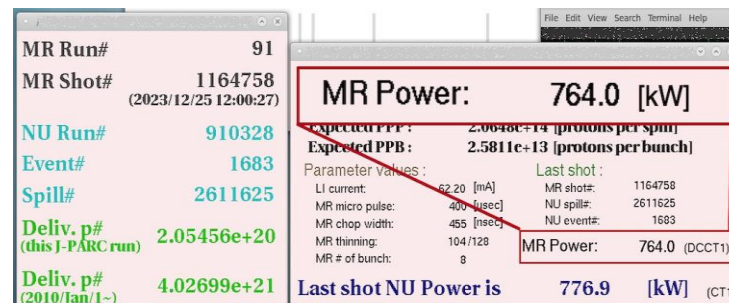 MR Run# 91
MR Shot# 1164758
(2023/12/25 12:00:27)
NU Run# 910328
Event# 1683
Spill# 2611625
Deliv. p# 2.05456e+20
(this J-PARC run)
Deliv. p# 4.02699e+21
(2010/Jan/1~)
File Edit View Search Terminal Help
MR Power: 764.0 [kW]
Expected PPP : 2.0648e+14 [protons per spill]
Expected PPB : 2.5811e+13 [protons per bunch]
Parameter values :
LI current: 62.20 [mA]
MR micro pulse: 400 [μsec]
MR chop width: 455 [nsec]
MR thinning: 104/128
MR # of bunch: 8
Last shot :
MR shot#: 1164758
NU spill#: 2611625
NU event#: 1683
MR Power: 764.0 (DCCT1)
Last shot NU Power is 776.9 [kW] (CT1